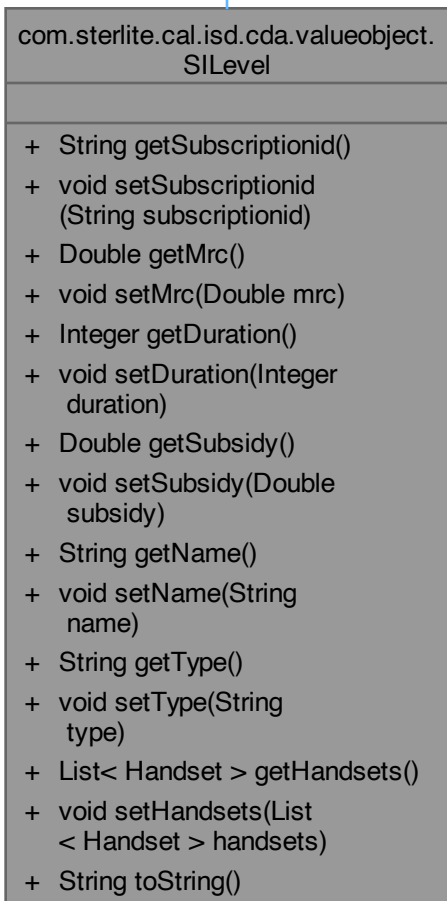 com.sterlite.cal.isd.cda.valueobject.
SILevel
+ String getSubscriptionid()
+ void setSubscriptionid
(String subscriptionid)
+ Double getMrc()
+ void setMrc(Double mrc)
+ Integer getDuration()
+ void setDuration(Integer
duration)
+ Double getSubsidy()
+ void setSubsidy(Double
subsidy)
+ String getName()
+ void setName(String
name)
+ String getType()
+ void setType(String
type)
+ List< Handset > getHandsets()
+ void setHandsets(List
< Handset > handsets)
+ String toString()